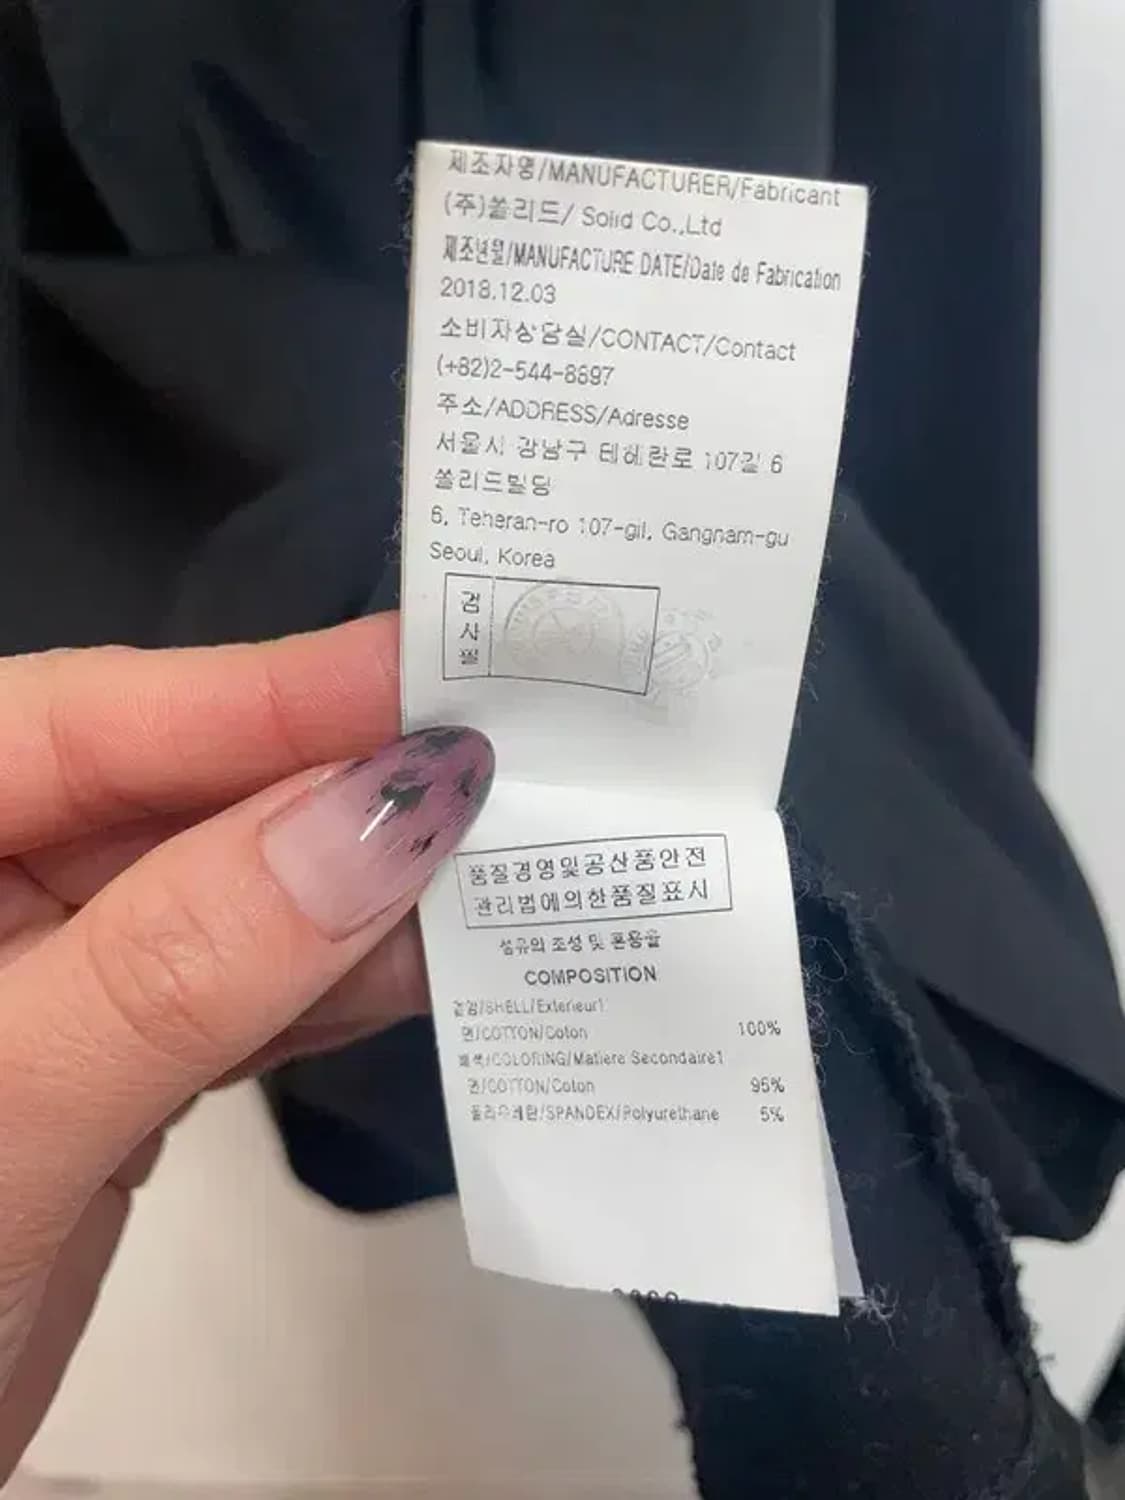 제조자명/MANUFACTURER/Fabricant
(주)쏠리드/ Solid Co.,Ltd
제조년월/MANUFACTURE DATE/Date de Fabrication
2018.12.03
소비자상담실/CONTACT/Contact
(+82)2-544-8897
주소/ADDRESS/Adresse
서울시 강남구 테헤란로 107길 6
쏠리드빌딩
6, Teheran-ro 107-gil, Gangnam-gu
Seoul, Korea
검사필
품질경영및공산품안전
관리법에의한품질표시
섬유의 조성 및 혼용율
COMPOSITION
겉감/SHELL/Exterieur1
면/COTTON/Coton 100%
배색/COLORING/Matiere Secondaire1
면/COTTON/Coton 95%
폴리우레탄/SPANDEX/Polyurethane 5%